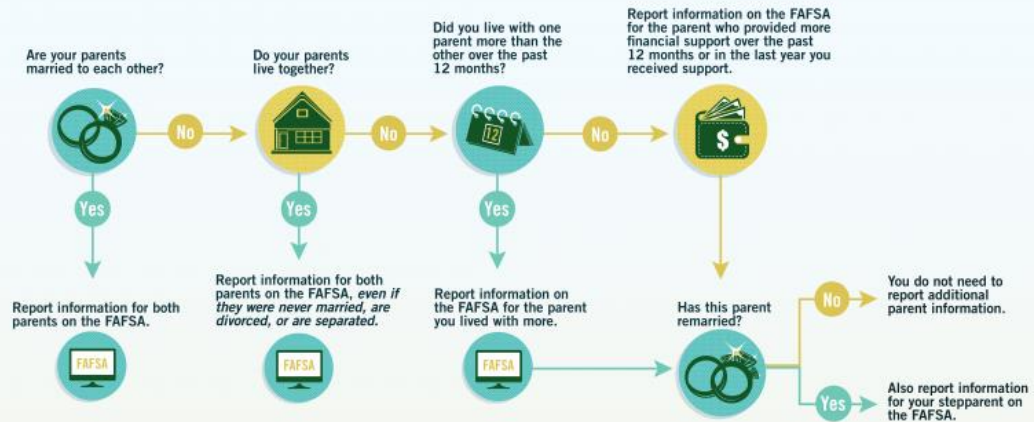 Are your parents
married to each other?
No
Yes
Report information for both
parents on the FAFSA.
FAFSA
Do your parents
live together?
No
Yes
Report information for both
parents on the FAFSA, even if
they were never married, are
divorced, or are separated.
FAFSA
Did you live with one
parent more than the
other over the past
12 months?
12
No
Yes
Report information on
the FAFSA for the parent
you lived with more.
FAFSA
Report information on the FAFSA
for the parent who provided more
financial support over the past
12 months or in the last year you
received support.
$
Has this parent
remarried?
No
You do not need to
report additional
parent information.
Yes
Also report information
for your stepparent on
the FAFSA.